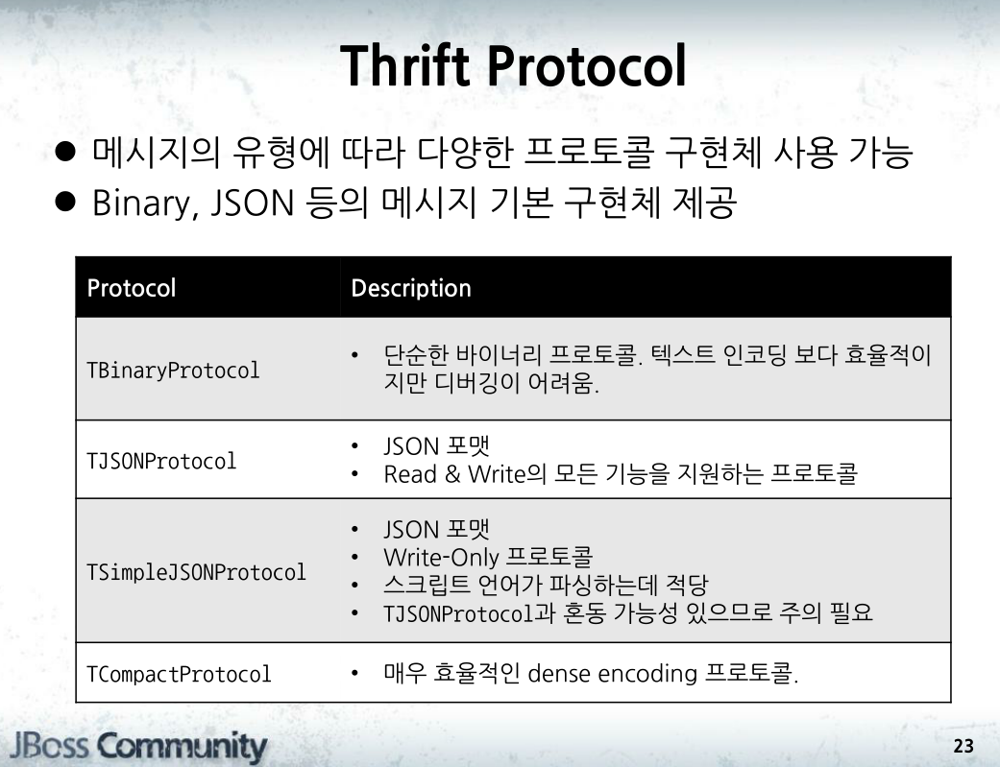 Thrift Protocol
● 메시지의 유형에 따라 다양한 프로토콜 구현체 사용 가능
● Binary, JSON 등의 메시지 기본 구현체 제공
Protocol Description
TBinaryProtocol
• 단순한 바이너리 프로토콜. 텍스트 인코딩 보다 효율적이
지만 디버깅이 어려움.
TJSONProtocol
• JSON 포맷
• Read & Write의 모든 기능을 지원하는 프로토콜
TSimpleJSONProtocol
• JSON 포맷
• Write-Only 프로토콜
• 스크립트 언어가 파싱하는데 적당
• TJSONProtocol과 혼동 가능성 있으므로 주의 필요
TCompactProtocol
• 매우 효율적인 dense encoding 프로토콜.
JBoss Community
23